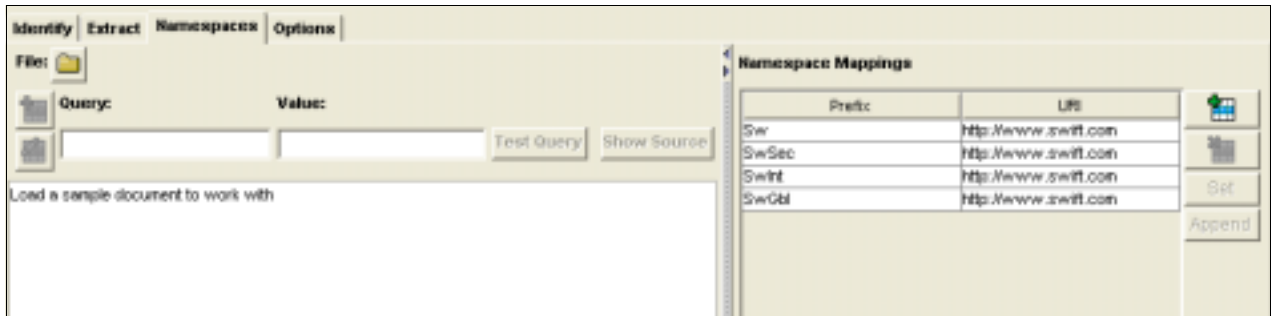 Identify Extract Namespaces Options
File:
Query: Value:
Test Query Show Source
Load a sample document to work with
Namespace Mappings
Prefix URI
Sw http://www.swift.com
SwSec http://www.swift.com
SwInt http://www.swift.com
SwGbl http://www.swift.com
Set
Append